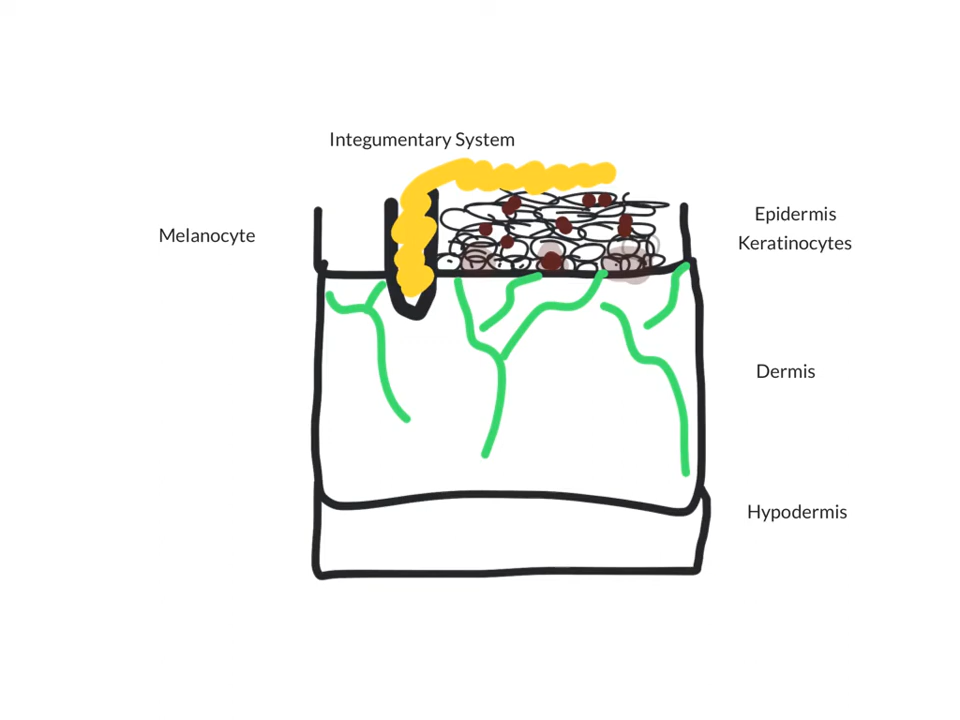 Integumentary System
Melanocyte
Epidermis
Keratinocytes
Dermis
Hypodermis